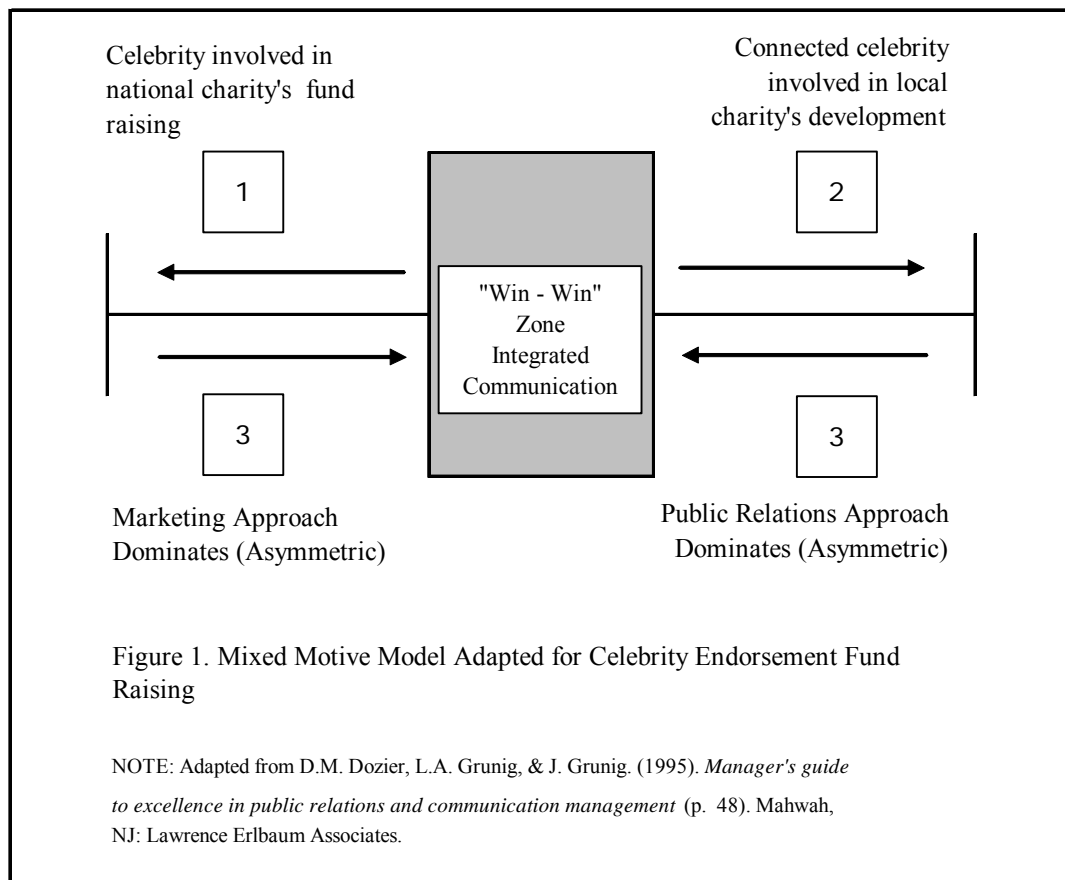 Celebrity involved in
national charity's fund
raising
Connected celebrity
involved in local
charity's development
1
2
"Win - Win"
Zone
Integrated
Communication
3
3
Marketing Approach
Dominates (Asymmetric)
Public Relations Approach
Dominates (Asymmetric)
Figure 1. Mixed Motive Model Adapted for Celebrity Endorsement Fund
Raising
NOTE: Adapted from D.M. Dozier, L.A. Grunig, & J. Grunig. (1995). Manager's guide
to excellence in public relations and communication management (p. 48). Mahwah,
NJ: Lawrence Erlbaum Associates.